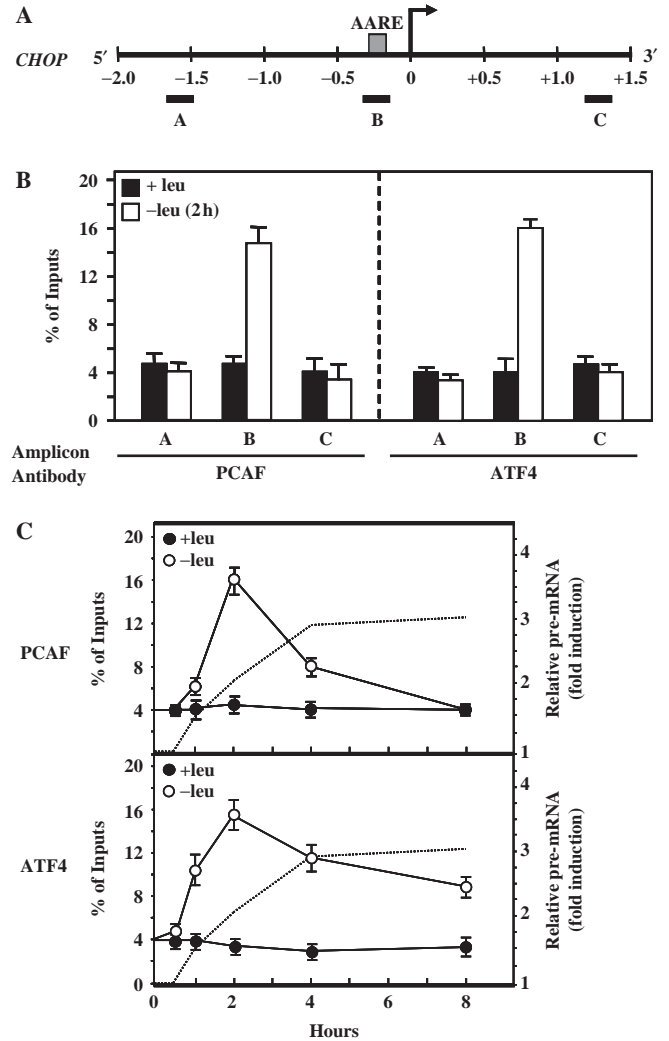 A
AARE
CHOP 5′ 3′
−2.0 −1.5 −1.0 −0.5 0 +0.5 +1.0 +1.5
A B C
B
+ leu
−leu (2 h)
% of Inputs
20
16
12
8
4
0
Amplicon A B C A B C
Antibody PCAF ATF4
C
PCAF
+leu
−leu
% of Inputs
20
16
12
8
4
Relative pre-mRNA
(fold induction)
4
3
2
1
ATF4
+leu
−leu
% of Inputs
20
16
12
8
4
0
Relative pre-mRNA
(fold induction)
4
3
2
1
0 2 4 6 8
Hours